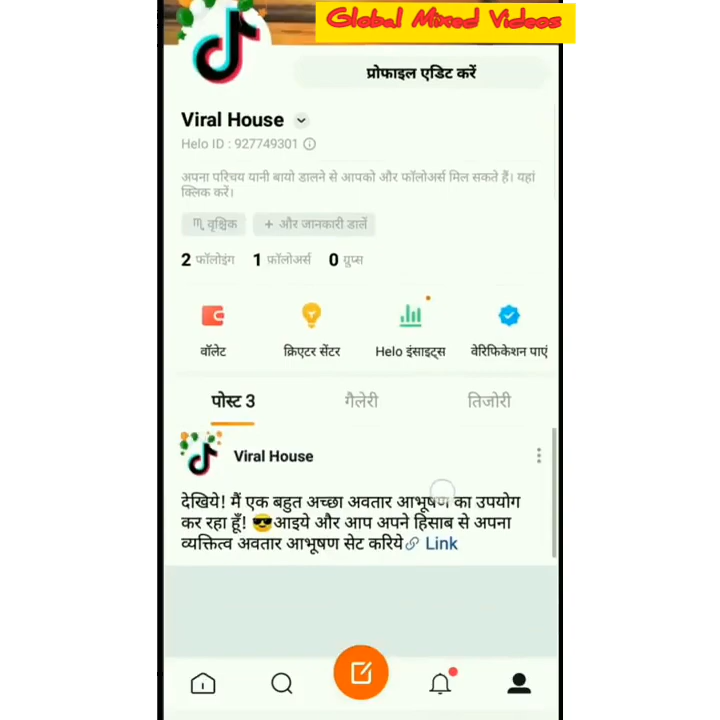 Global Mixed Videos
प्रोफाइल एडिट करें
Viral House
Helo ID : 927749301
अपना परिचय यानी बायो डालने से आपको और फॉलोअर्स मिल सकते हैं। यहां
क्लिक करें।
वृश्चिक + और जानकारी डालें
2 फॉलोइंग 1 फॉलोअर्स 0 ग्रुप्स
वॉलेट क्रिएटर सेंटर Helo इंसाइट्स वेरिफिकेशन पाएं
पोस्ट 3 गैलेरी तिजोरी
Viral House
देखिये! मैं एक बहुत अच्छा अवतार आभूषण का उपयोग
कर रहा हूँ! 😎आइये और आप अपने हिसाब से अपना
व्यक्तित्व अवतार आभूषण सेट करिये🔗 Link